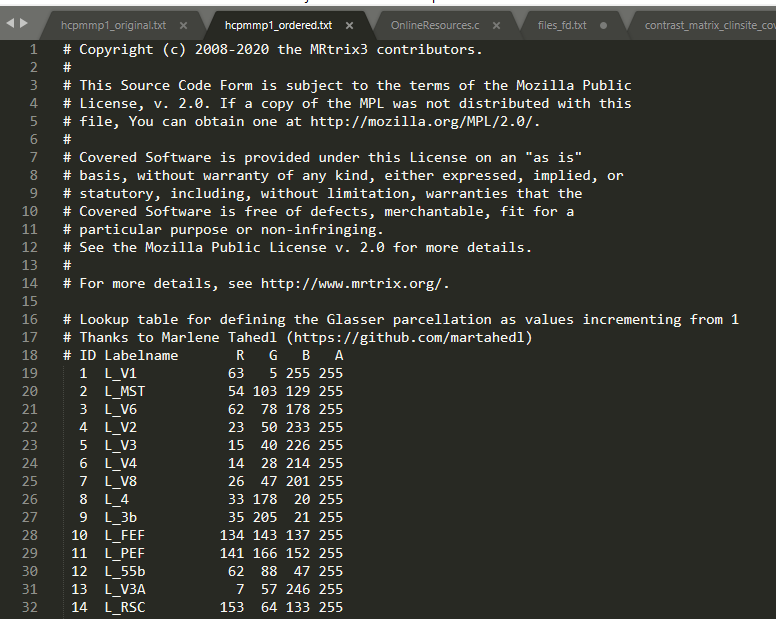 hcpmmp1_original.txt × hcpmmp1_ordered.txt × OnlineResources.c × files_fd.txt contrast_matrix_clinsite_cov
1 # Copyright (c) 2008-2020 the MRtrix3 contributors.
2 #
3 # This Source Code Form is subject to the terms of the Mozilla Public
4 # License, v. 2.0. If a copy of the MPL was not distributed with this
5 # file, You can obtain one at http://mozilla.org/MPL/2.0/.
6 #
7 # Covered Software is provided under this License on an "as is"
8 # basis, without warranty of any kind, either expressed, implied, or
9 # statutory, including, without limitation, warranties that the
10 # Covered Software is free of defects, merchantable, fit for a
11 # particular purpose or non-infringing.
12 # See the Mozilla Public License v. 2.0 for more details.
13 #
14 # For more details, see http://www.mrtrix.org/.
15
16 # Lookup table for defining the Glasser parcellation as values incrementing from 1
17 # Thanks to Marlene Tahedl (https://github.com/martahedl)
18 # ID Labelname R G B A
19 1 L_V1 63 5 255 255
20 2 L_MST 54 103 129 255
21 3 L_V6 62 78 178 255
22 4 L_V2 23 50 233 255
23 5 L_V3 15 40 226 255
24 6 L_V4 14 28 214 255
25 7 L_V8 26 47 201 255
26 8 L_4 33 178 20 255
27 9 L_3b 35 205 21 255
28 10 L_FEF 134 143 137 255
29 11 L_PEF 141 166 152 255
30 12 L_55b 62 88 47 255
31 13 L_V3A 7 57 246 255
32 14 L_RSC 153 64 133 255